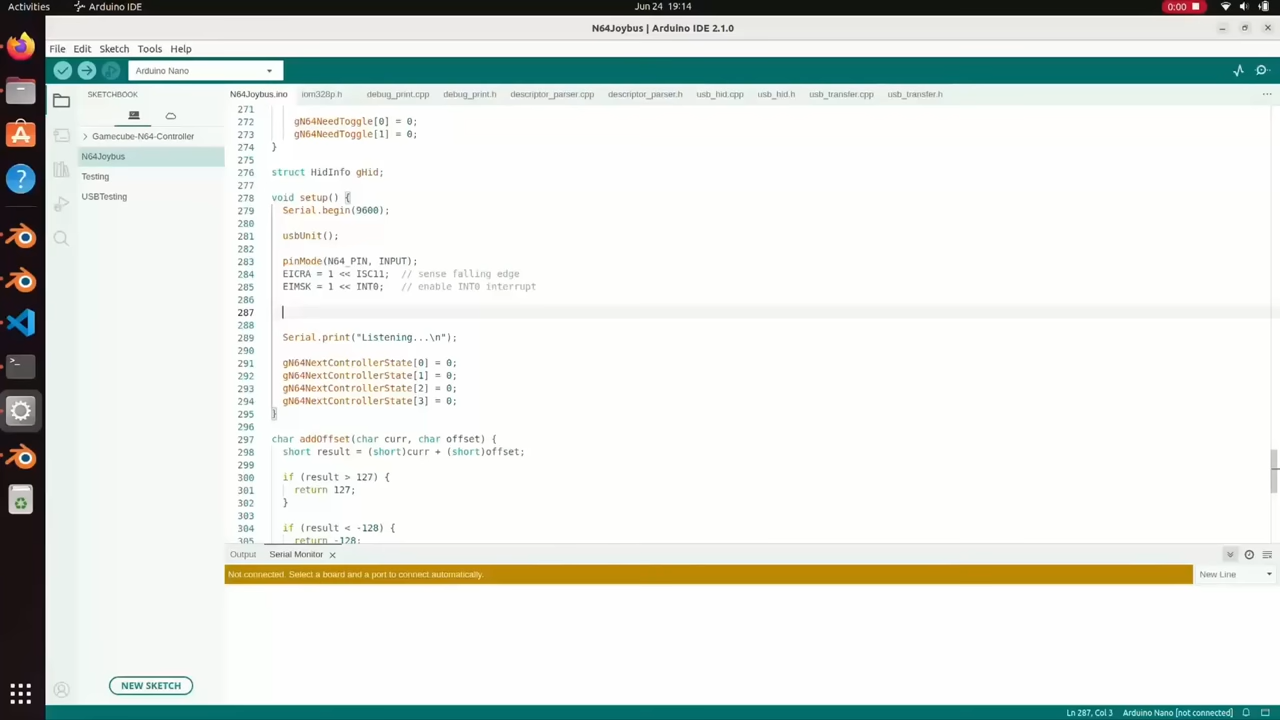 Activities
Arduino IDE
Jun 24 19:14
0:00
N64Joybus | Arduino IDE 2.1.0
File Edit Sketch Tools Help
Arduino Nano
SKETCHBOOK
Gamecube-N64-Controller
N64Joybus
Testing
USBTesting
NEW SKETCH
N64Joybus.ino iom328p.h debug_print.cpp debug_print.h descriptor_parser.cpp descriptor_parser.h usb_hid.cpp usb_hid.h usb_transfer.cpp usb_transfer.h
271
272 gN64NeedToggle[0] = 0;
273 gN64NeedToggle[1] = 0;
274 }
275
276 struct HidInfo gHid;
277
278 void setup() {
279 Serial.begin(9600);
280
281 usbUnit();
282
283 pinMode(N64_PIN, INPUT);
284 EICRA = 1 << ISC11; // sense falling edge
285 EIMSK = 1 << INT0; // enable INT0 interrupt
286
287
288
289 Serial.print("Listening...\n");
290
291 gN64NextControllerState[0] = 0;
292 gN64NextControllerState[1] = 0;
293 gN64NextControllerState[2] = 0;
294 gN64NextControllerState[3] = 0;
295 }
296
297 char addOffset(char curr, char offset) {
298 short result = (short)curr + (short)offset;
299
300 if (result > 127) {
301 return 127;
302 }
303
304 if (result < -128) {
305 return -128;
Output Serial Monitor
Not connected. Select a board and a port to connect automatically.
New Line
Ln 287, Col 3 Arduino Nano [not connected]